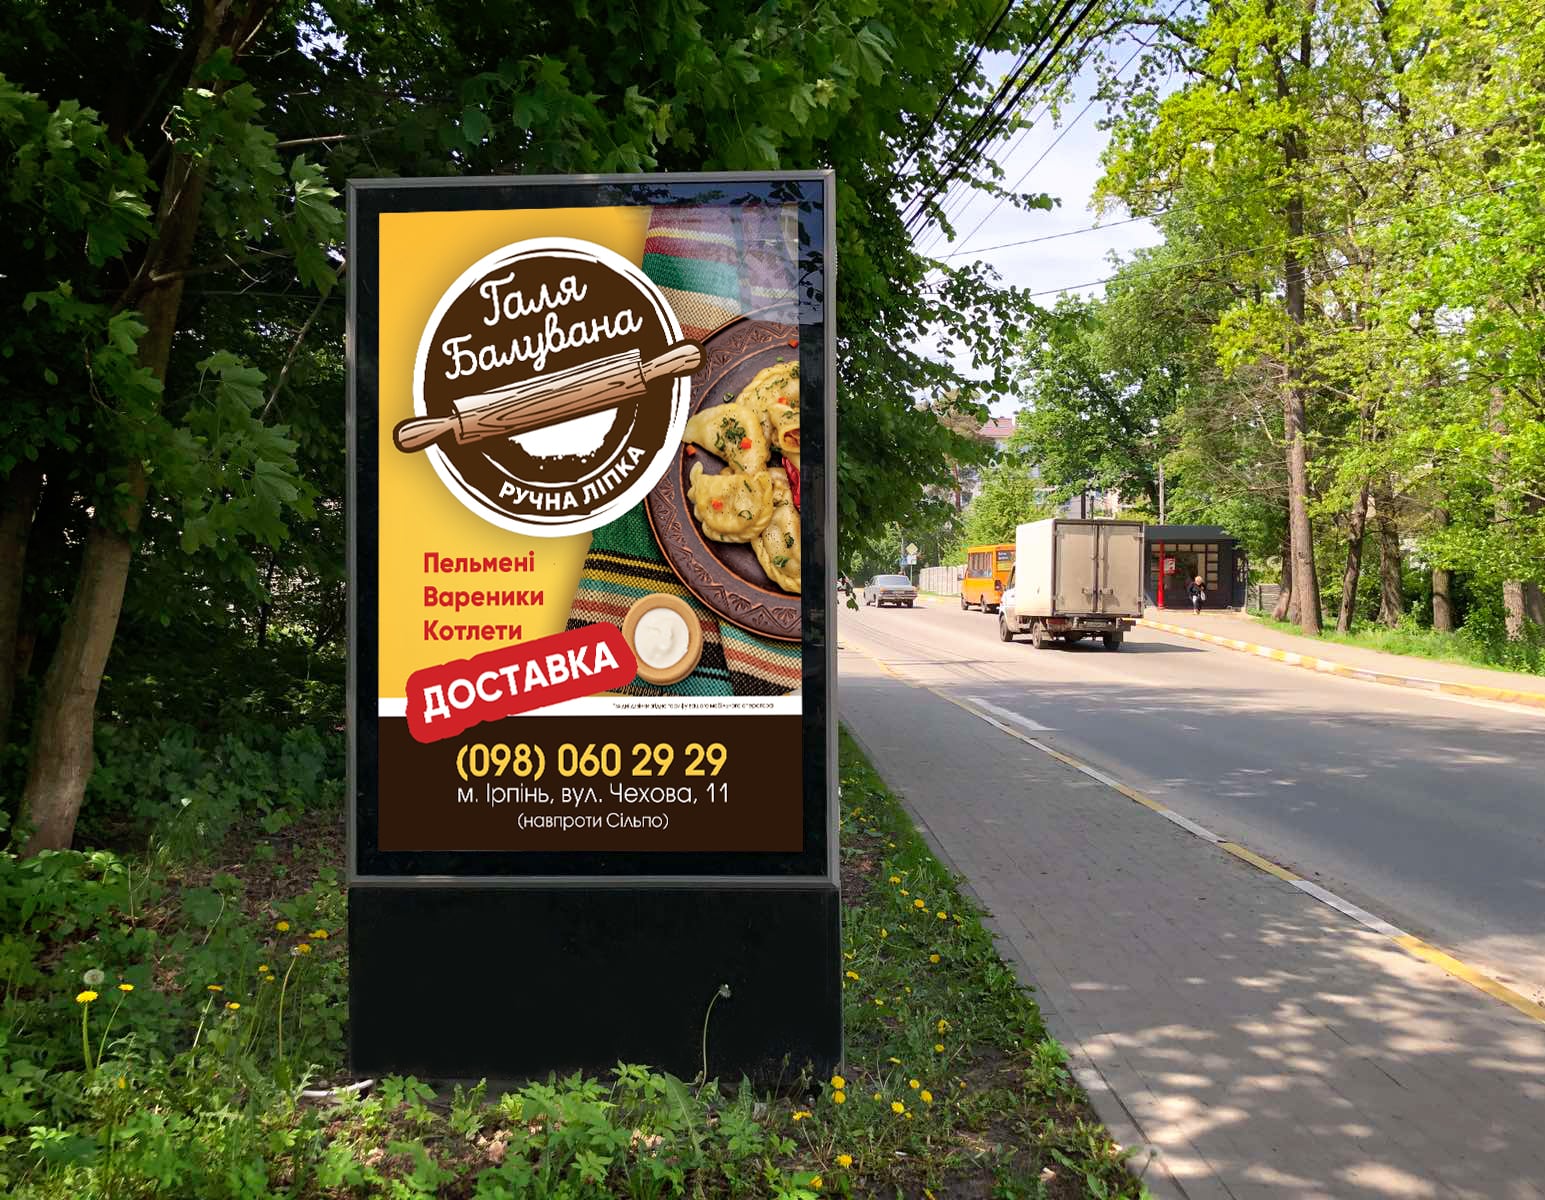 Галя
Балувана
РУЧНА ЛІПКА
Пельмені
Вареники
Котлети
ДОСТАВКА
(098) 060 29 29
м. Ірпінь, вул. Чехова, 11
(навпроти Сільпо)